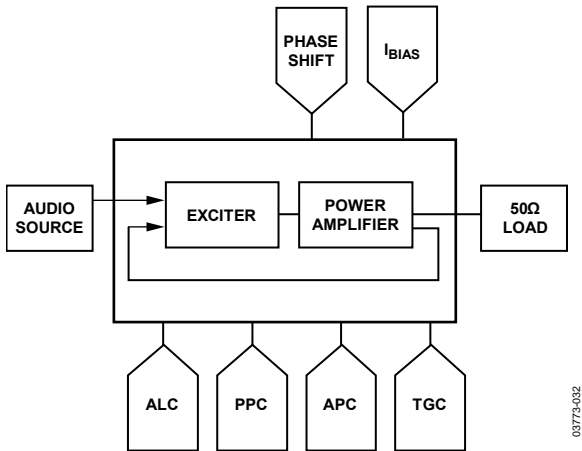 PHASE
SHIFT
IBIAS
AUDIO
SOURCE
EXCITER
POWER
AMPLIFIER
50Ω
LOAD
ALC
PPC
APC
TGC
03773-032